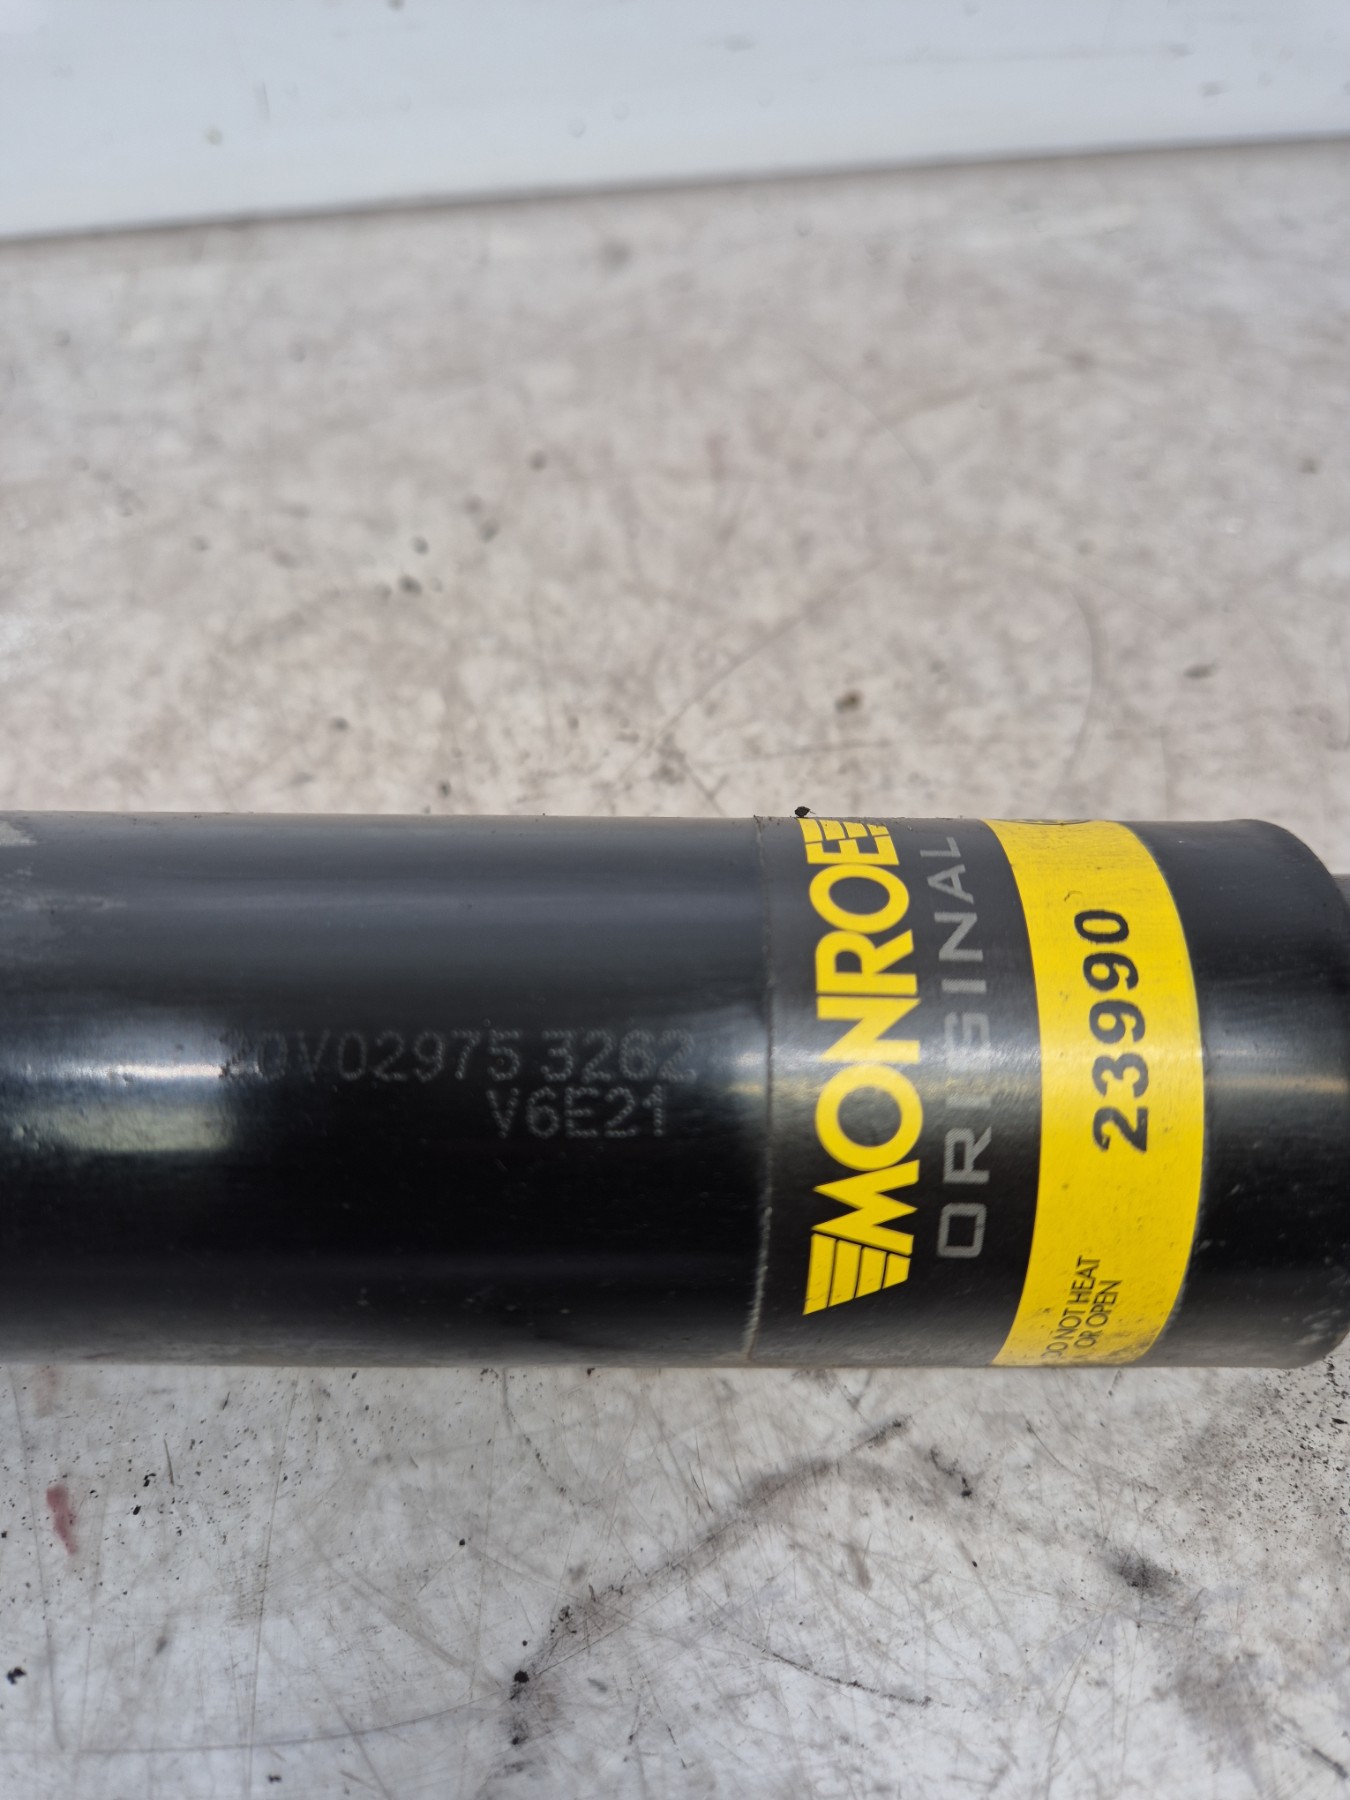 0V02975 3262
V6E21
MONROE
ORIGINAL
23990
DO NOT HEAT
OR OPEN